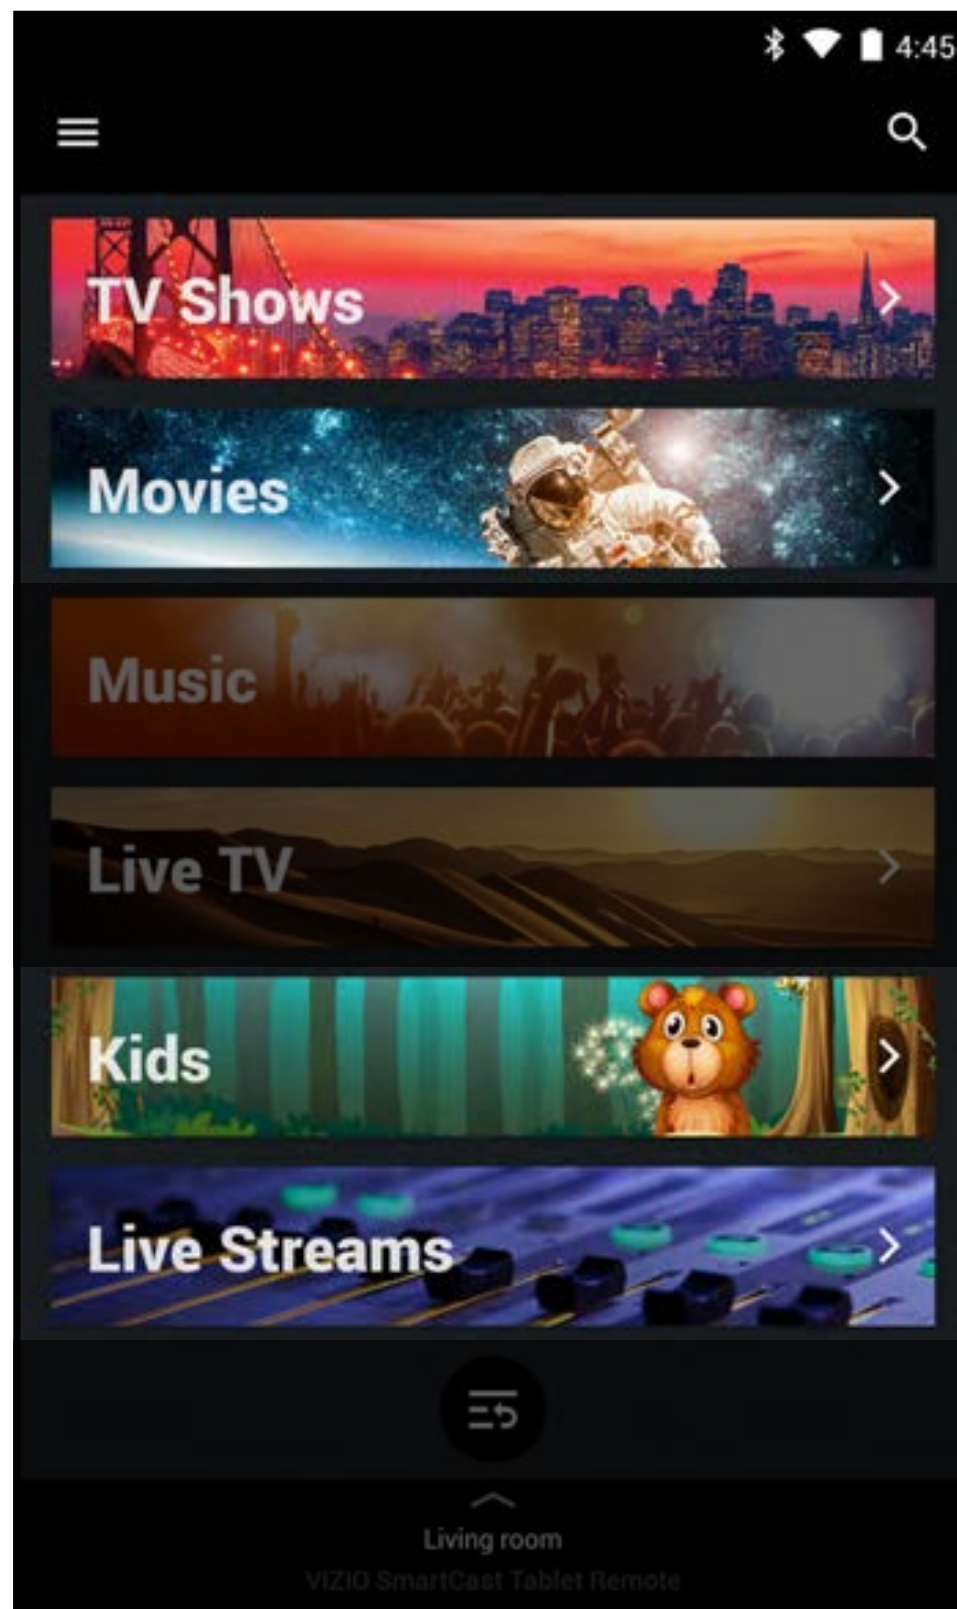 4:45
TV Shows
Movies
Music
Live TV
Kids
Live Streams
Living room
VIZIO SmartCast Tablet Remote